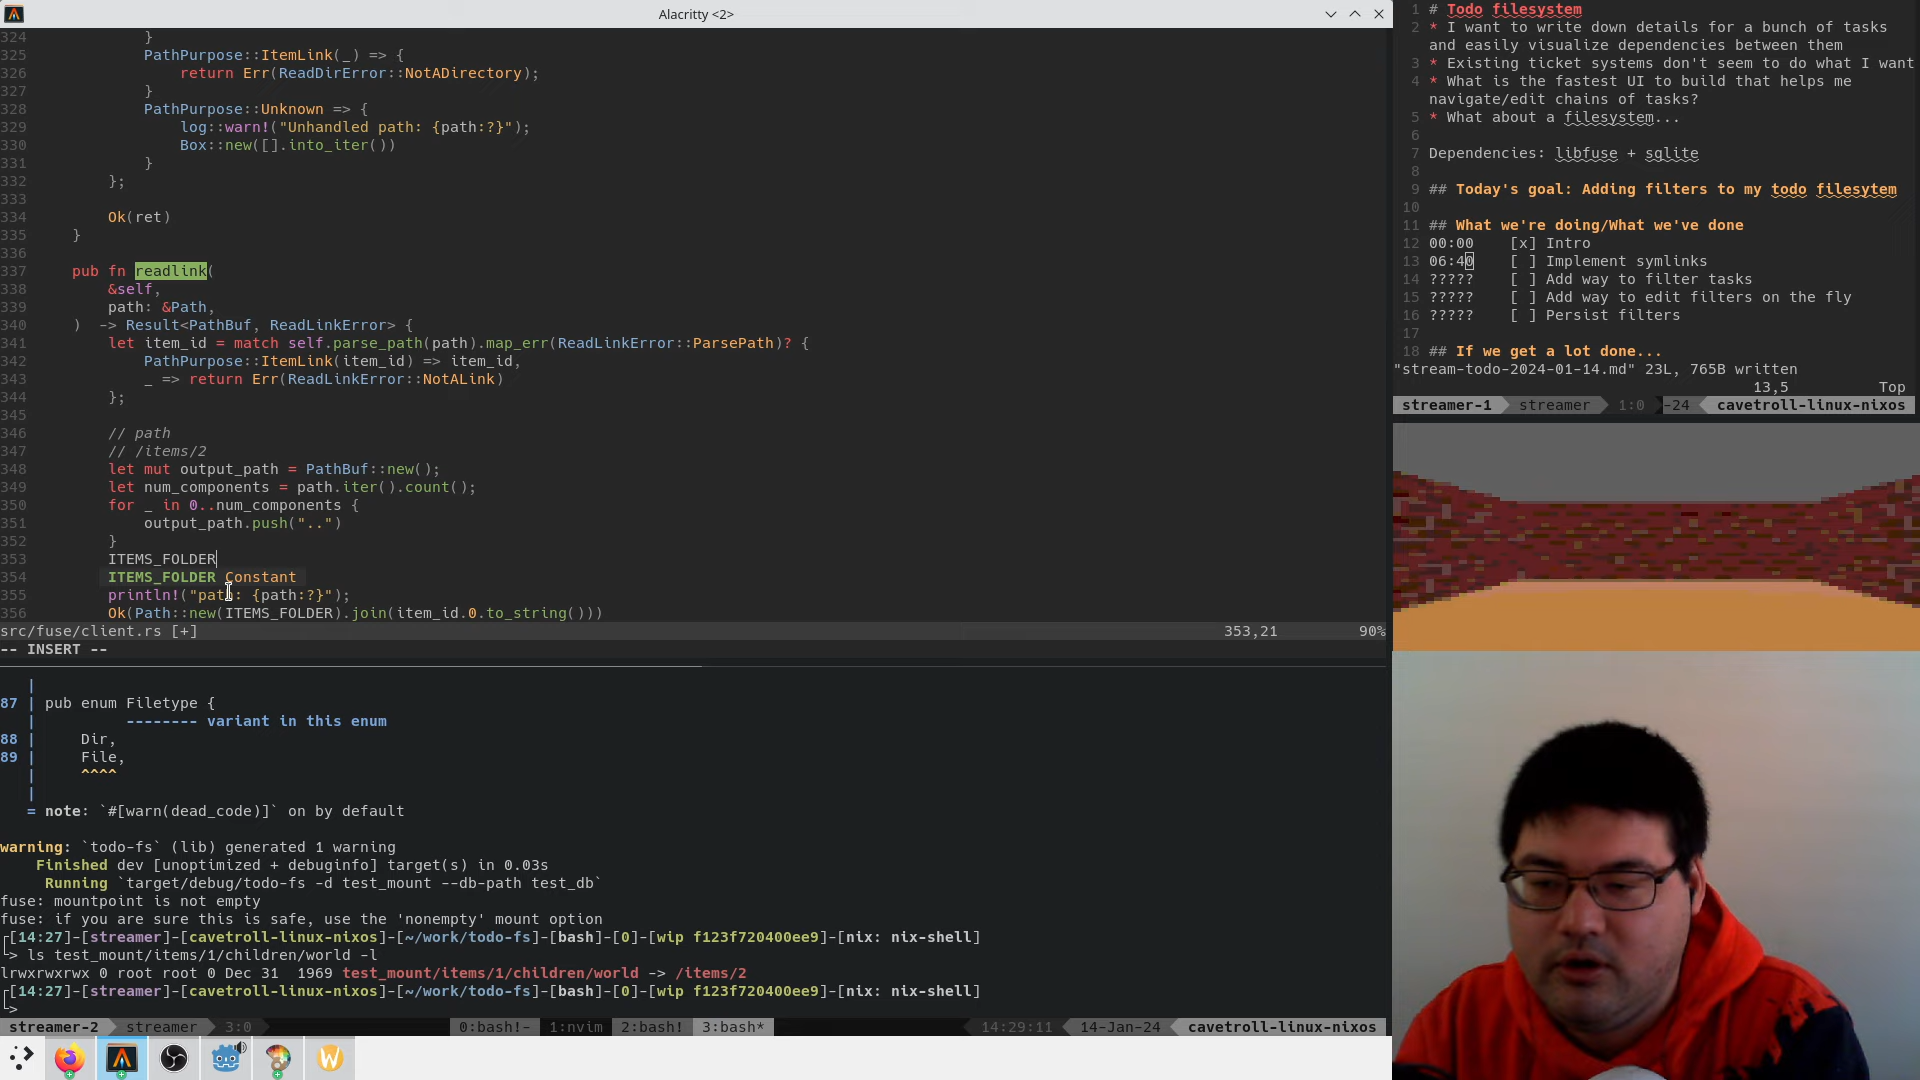 Alacritty <2>
324             }
325             PathPurpose::ItemLink(_) => {
326                 return Err(ReadDirError::NotADirectory);
327             }
328             PathPurpose::Unknown => {
329                 log::warn!("Unhandled path: {path:?}");
330                 Box::new([].into_iter())
331             }
332         };
333
334         Ok(ret)
335     }
336
337     pub fn readlink(
338         &self,
339         path: &Path,
340     )  -> Result<PathBuf, ReadLinkError> {
341         let item_id = match self.parse_path(path).map_err(ReadLinkError::ParsePath)? {
342             PathPurpose::ItemLink(item_id) => item_id,
343             _ => return Err(ReadLinkError::NotALink)
344         };
345
346         // path
347         // /items/2
348         let mut output_path = PathBuf::new();
349         let num_components = path.iter().count();
350         for _ in 0..num_components {
351             output_path.push("..")
352         }
353         ITEMS_FOLDER
354         ITEMS_FOLDER Constant
355         println!("path: {path:?}");
356         Ok(Path::new(ITEMS_FOLDER).join(item_id.0.to_string()))
src/fuse/client.rs [+] 353,21 90%
-- INSERT --
   |
87 | pub enum Filetype {
   |          -------- variant in this enum
88 |     Dir,
89 |     File,
   |     ^^^^
   |
   = note: `#[warn(dead_code)]` on by default
warning: `todo-fs` (lib) generated 1 warning
    Finished dev [unoptimized + debuginfo] target(s) in 0.03s
     Running `target/debug/todo-fs -d test_mount --db-path test_db`
fuse: mountpoint is not empty
fuse: if you are sure this is safe, use the 'nonempty' mount option
┌[14:27]-[streamer]-[cavetroll-linux-nixos]-[~/work/todo-fs]-[bash]-[0]-[wip f123f720400ee9]-[nix: nix-shell]
└> ls test_mount/items/1/children/world -l
lrwxrwxrwx 0 root root 0 Dec 31  1969 test_mount/items/1/children/world -> /items/2
┌[14:27]-[streamer]-[cavetroll-linux-nixos]-[~/work/todo-fs]-[bash]-[0]-[wip f123f720400ee9]-[nix: nix-shell]
└>
streamer-2 streamer 3:0 0:bash!- 1:nvim 2:bash! 3:bash* 14:29:11 14-Jan-24 cavetroll-linux-nixos
1 # Todo filesystem
2 * I want to write down details for a bunch of tasks
and easily visualize dependencies between them
3 * Existing ticket systems don't seem to do what I want
4 * What is the fastest UI to build that helps me
navigate/edit chains of tasks?
5 * What about a filesystem...
6
7 Dependencies: libfuse + sqlite
8
9 ## Today's goal: Adding filters to my todo filesytem
10
11 ## What we're doing/What we've done
12 00:00    [x] Intro
13 06:40    [ ] Implement symlinks
14 ?????    [ ] Add way to filter tasks
15 ?????    [ ] Add way to edit filters on the fly
16 ?????    [ ] Persist filters
17
18 ## If we get a lot done...
"stream-todo-2024-01-14.md" 23L, 765B written
13,5 Top
streamer-1 streamer 1:0 -24 cavetroll-linux-nixos